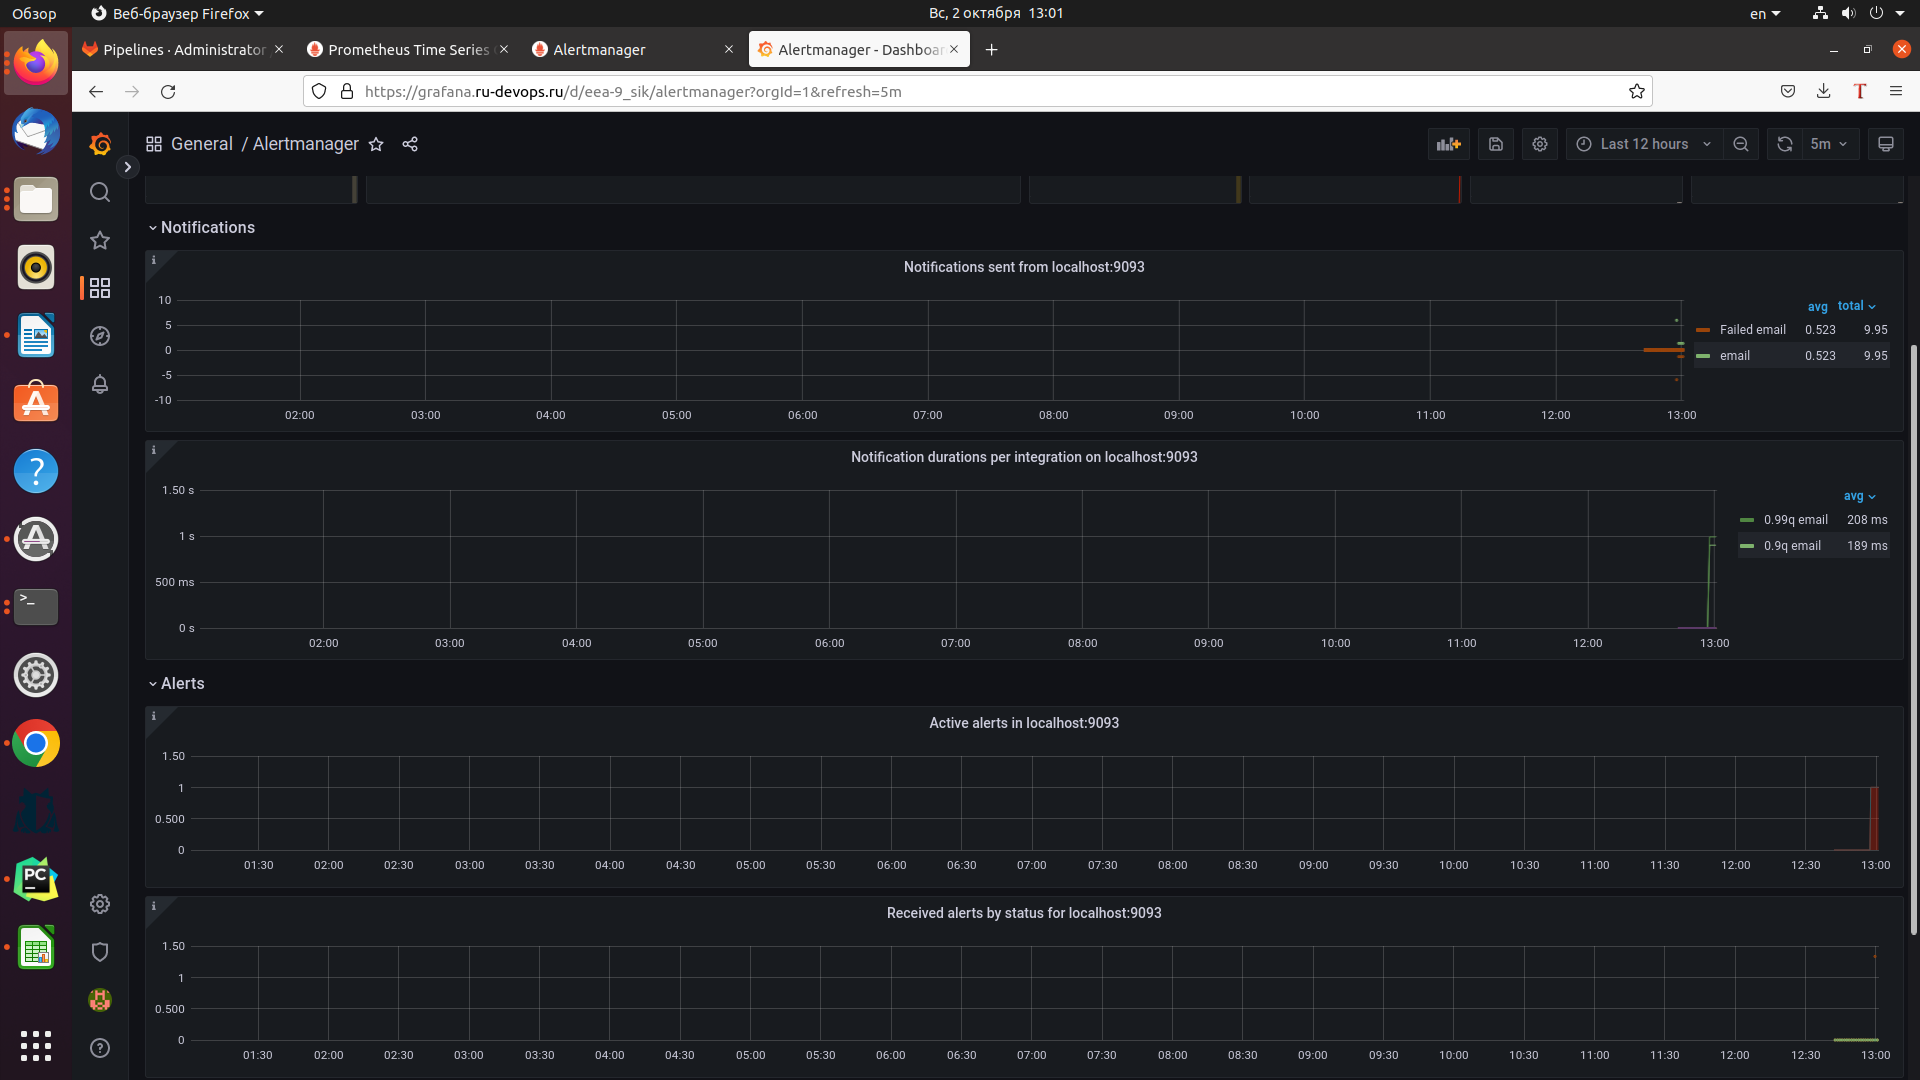 Обзор
Веб-браузер Firefox
Вс, 2 октября 13:01
en
Pipelines · Administrator
Prometheus Time Series
Alertmanager
Alertmanager - Dashboar
https://grafana.ru-devops.ru/d/eea-9_sik/alertmanager?orgId=1&refresh=5m
General / Alertmanager
Last 12 hours
5m
Notifications
Notifications sent from localhost:9093
10
5
0
-5
-10
02:00 03:00 04:00 05:00 06:00 07:00 08:00 09:00 10:00 11:00 12:00 13:00
avg total
Failed email 0.523 9.95
email 0.523 9.95
Notification durations per integration on localhost:9093
1.50 s
1 s
500 ms
0 s
02:00 03:00 04:00 05:00 06:00 07:00 08:00 09:00 10:00 11:00 12:00 13:00
avg
0.99q email 208 ms
0.9q email 189 ms
Alerts
Active alerts in localhost:9093
1.50
1
0.500
0
01:30 02:00 02:30 03:00 03:30 04:00 04:30 05:00 05:30 06:00 06:30 07:00 07:30 08:00 08:30 09:00 09:30 10:00 10:30 11:00 11:30 12:00 12:30 13:00
Received alerts by status for localhost:9093
1.50
1
0.500
0
01:30 02:00 02:30 03:00 03:30 04:00 04:30 05:00 05:30 06:00 06:30 07:00 07:30 08:00 08:30 09:00 09:30 10:00 10:30 11:00 11:30 12:00 12:30 13:00
PC